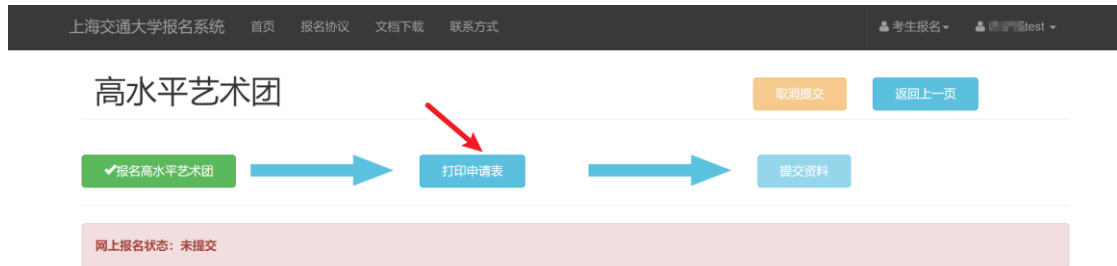 上海交通大学报名系统 首页 报名协议 文档下载 联系方式 考生报名 test
高水平艺术团 取消提交 返回上一页
报名高水平艺术团 打印申请表 提交资料
网上报名状态：未提交